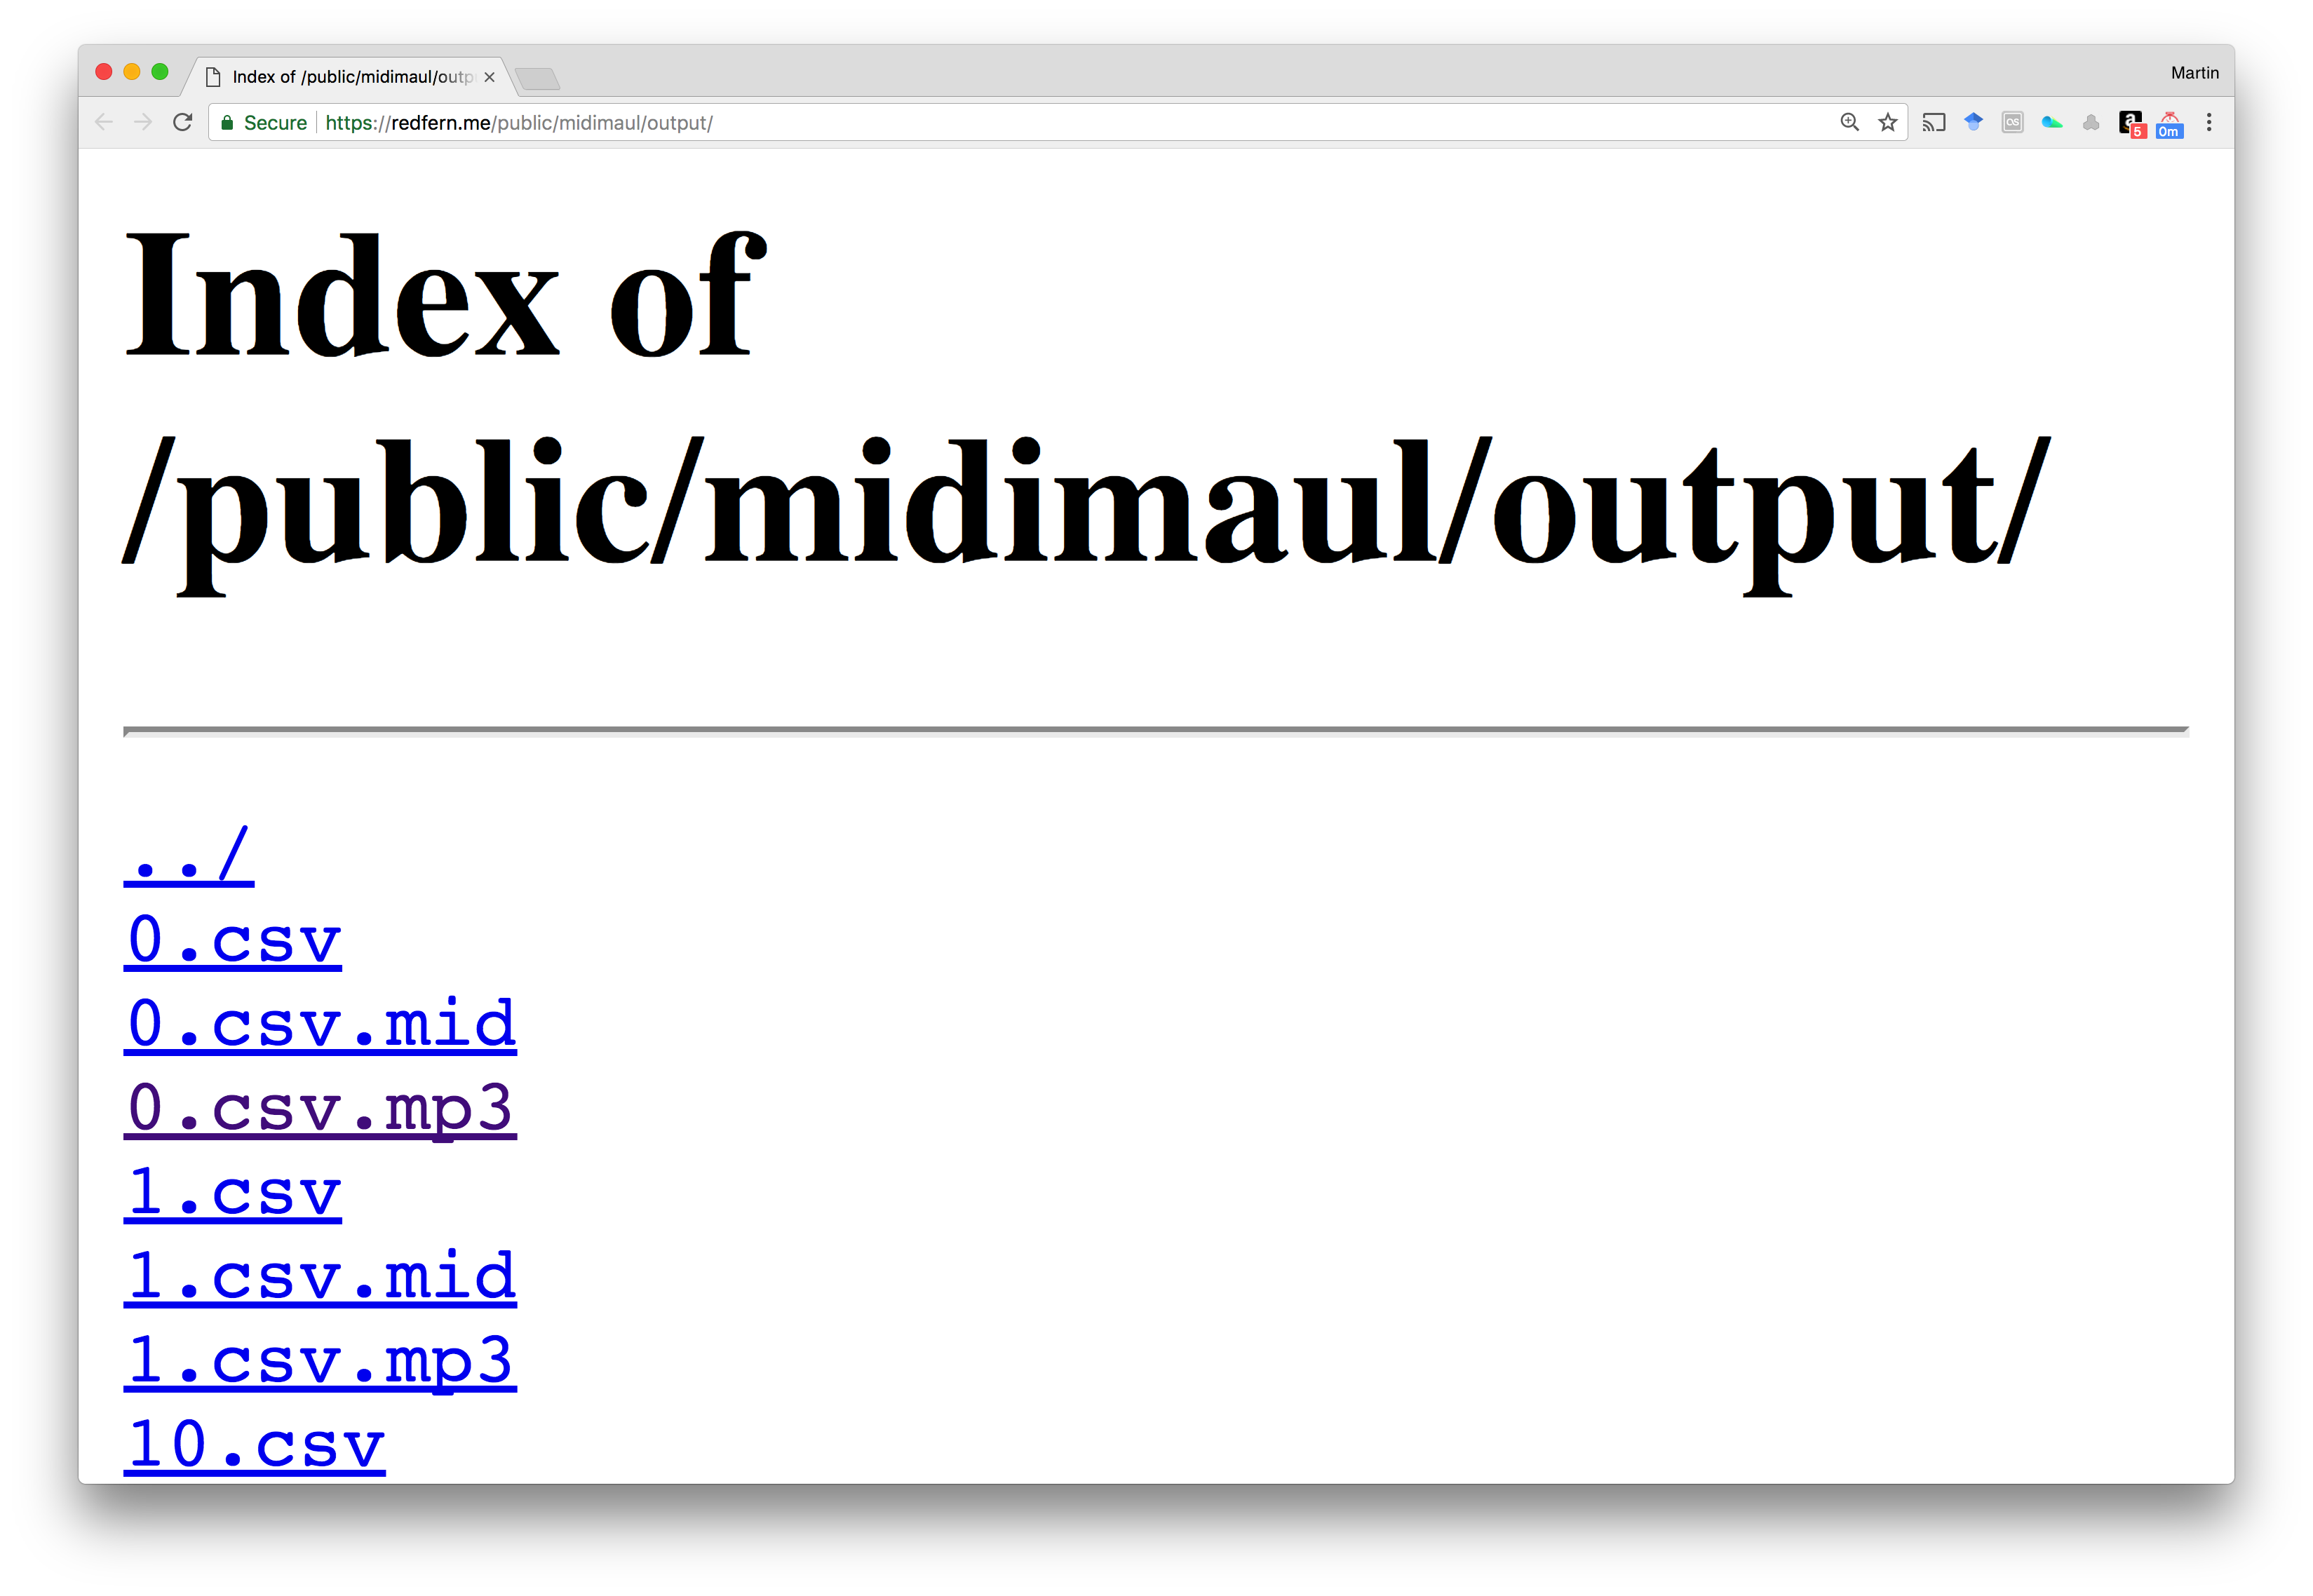 Index of /public/midimaul/outp
Martin
Secure
https://redfern.me/public/midimaul/output/
as
a
5
0m
Index of
/public/midimaul/output/
../
0.csv
0.csv.mid
0.csv.mp3
1.csv
1.csv.mid
1.csv.mp3
10.csv